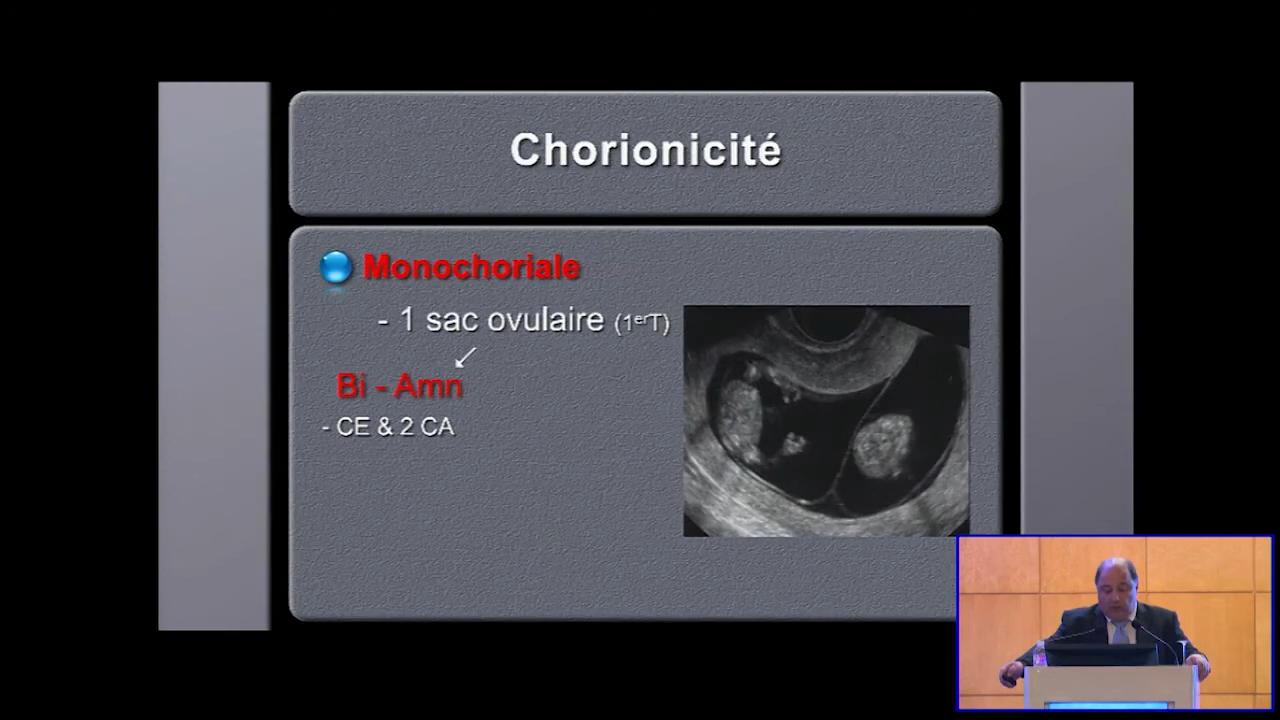 Chorionicité
Monochoriale
- 1 sac ovulaire (1erT)
Bi - Amn
- CE & 2 CA